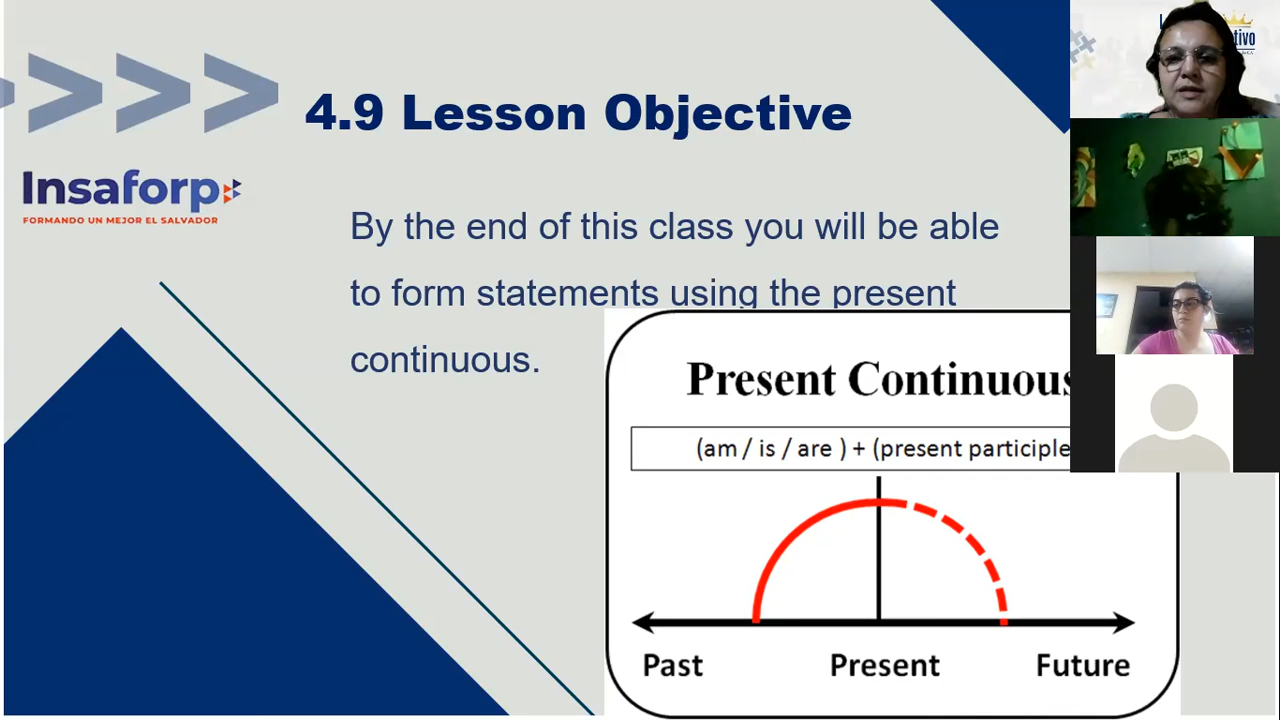 4.9 Lesson Objective
Insaforp
FORMANDO UN MEJOR EL SALVADOR
By the end of this class you will be able
to form statements using the present
continuous.
Present Continuous
(am / is / are ) + (present participle
Past Present Future